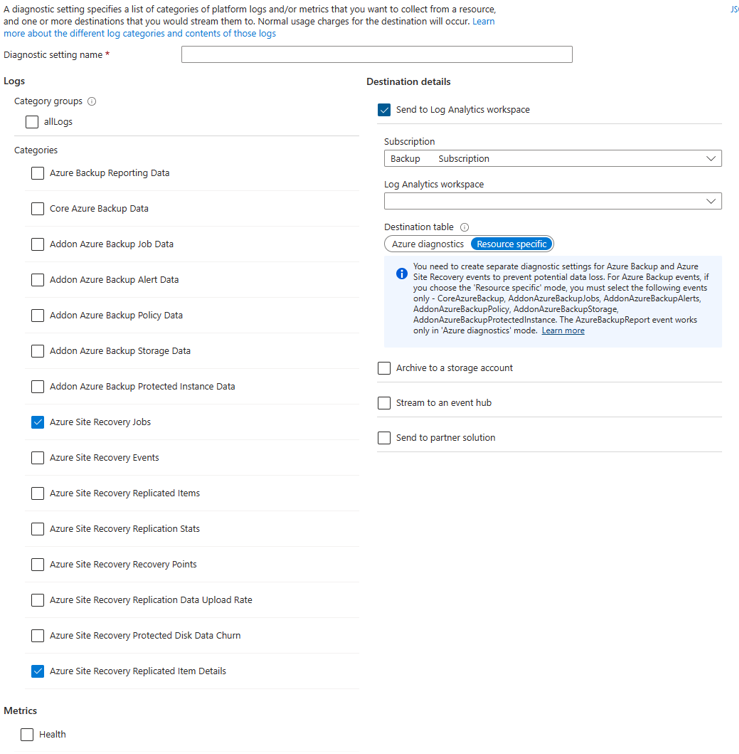 A diagnostic setting specifies a list of categories of platform logs and/or metrics that you want to collect from a resource,
and one or more destinations that you would stream them to. Normal usage charges for the destination will occur. Learn
more about the different log categories and contents of those logs
Diagnostic setting name *
Logs
Category groups
allLogs
Categories
Azure Backup Reporting Data
Core Azure Backup Data
Addon Azure Backup Job Data
Addon Azure Backup Alert Data
Addon Azure Backup Policy Data
Addon Azure Backup Storage Data
Addon Azure Backup Protected Instance Data
Azure Site Recovery Jobs
Azure Site Recovery Events
Azure Site Recovery Replicated Items
Azure Site Recovery Replication Stats
Azure Site Recovery Recovery Points
Azure Site Recovery Replication Data Upload Rate
Azure Site Recovery Protected Disk Data Churn
Azure Site Recovery Replicated Item Details
Metrics
Health
Destination details
Send to Log Analytics workspace
Subscription
Backup Subscription
Log Analytics workspace
Destination table
Azure diagnostics Resource specific
You need to create separate diagnostic settings for Azure Backup and Azure
Site Recovery events to prevent potential data loss. For Azure Backup events, if
you choose the 'Resource specific' mode, you must select the following events
only - CoreAzureBackup, AddonAzureBackupJobs, AddonAzureBackupAlerts,
AddonAzureBackupPolicy, AddonAzureBackupStorage,
AddonAzureBackupProtectedInstance. The AzureBackupReport event works
only in 'Azure diagnostics' mode. Learn more
Archive to a storage account
Stream to an event hub
Send to partner solution